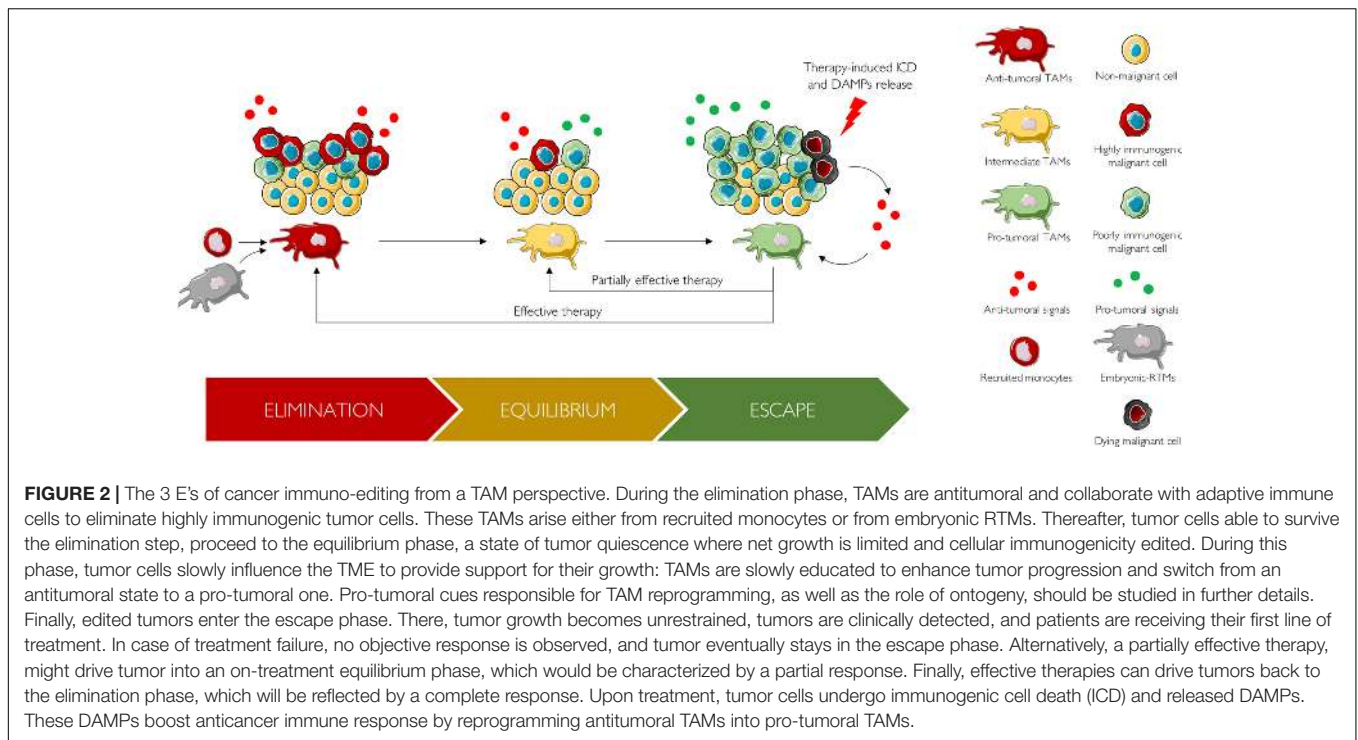 Therapy-induced ICD
and DAMPs release
Partially effective therapy
Effective therapy
ELIMINATION
EQUILIBRIUM
ESCAPE
Anti-tumoral TAMs
Non-malignant cell
Intermediate TAMs
Highly immunogenic
malignant cell
Pro-tumoral TAMs
Poorly immunogenic
malignant cell
Anti-tumoral signals
Pro-tumoral signals
Recruited monocytes
Embryonic-RTMs
Dying malignant cell
FIGURE 2 | The 3 E's of cancer immuno-editing from a TAM perspective. During the elimination phase, TAMs are antitumoral and collaborate with adaptive immune
cells to eliminate highly immunogenic tumor cells. These TAMs arise either from recruited monocytes or from embryonic RTMs. Thereafter, tumor cells able to survive
the elimination step, proceed to the equilibrium phase, a state of tumor quiescence where net growth is limited and cellular immunogenicity edited. During this
phase, tumor cells slowly influence the TME to provide support for their growth: TAMs are slowly educated to enhance tumor progression and switch from an
antitumoral state to a pro-tumoral one. Pro-tumoral cues responsible for TAM reprogramming, as well as the role of ontogeny, should be studied in further details.
Finally, edited tumors enter the escape phase. There, tumor growth becomes unrestrained, tumors are clinically detected, and patients are receiving their first line of
treatment. In case of treatment failure, no objective response is observed, and tumor eventually stays in the escape phase. Alternatively, a partially effective therapy,
might drive tumor into an on-treatment equilibrium phase, which would be characterized by a partial response. Finally, effective therapies can drive tumors back to
the elimination phase, which will be reflected by a complete response. Upon treatment, tumor cells undergo immunogenic cell death (ICD) and released DAMPs.
These DAMPs boost anticancer immune response by reprogramming antitumoral TAMs into pro-tumoral TAMs.